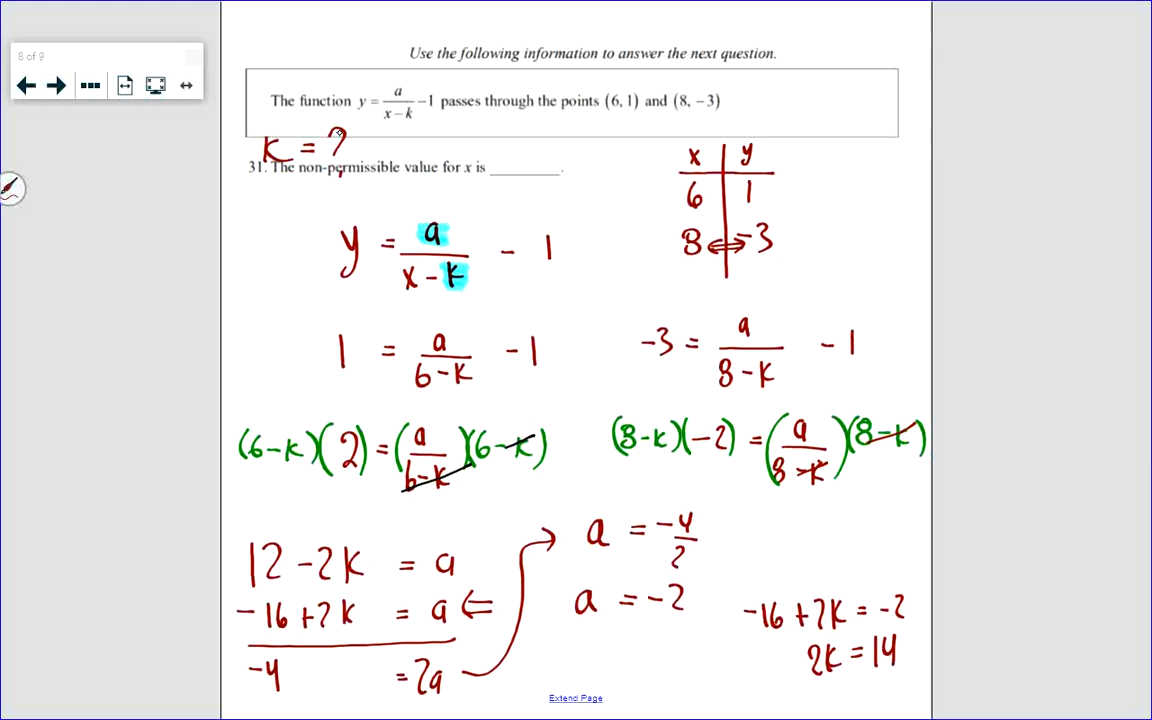 8 of 9
Use the following information to answer the next question.
The function y = a/(x − k) − 1 passes through the points (6, 1) and (8, −3)
K = ?
31. The non-permissible value for x is ________.
x | y
6 | 1
8 ⇔ -3
y = a/(x − k) − 1
1 = a/(6 − k) − 1
-3 = a/(8 − k) − 1
(6 − k)(2) = (a/(6 − k))(6 − k)
(8 − k)(−2) = (a/(8 − k))(8 − k)
a = −4/2
12 − 2k = a
−16 + 2k = a ⇐
a = −2
−16 + 2k = −2
−4 = 2a
2k = 14
Extend Page